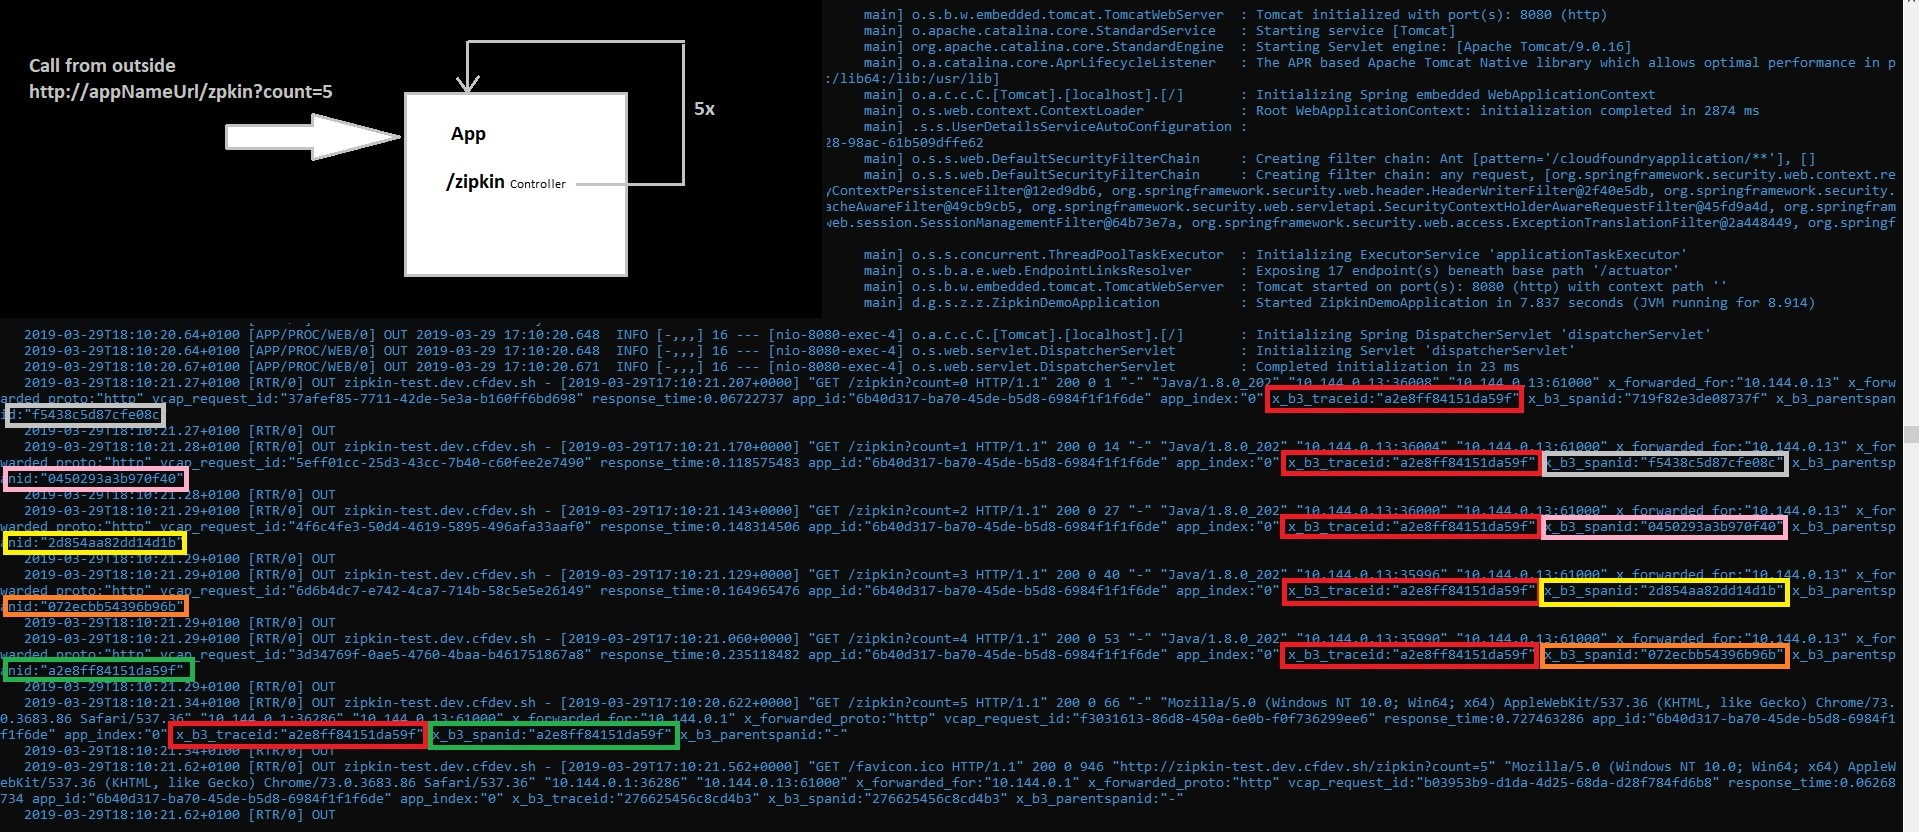 Call from outside
http://appNameUrl/zpkin?count=5
App
/zipkin Controller
5x
main] o.s.b.w.embedded.tomcat.TomcatWebServer : Tomcat initialized with port(s): 8080 (http)
main] o.apache.catalina.core.StandardService : Starting service [Tomcat]
main] org.apache.catalina.core.StandardEngine : Starting Servlet engine: [Apache Tomcat/9.0.16]
main] o.a.catalina.core.AprLifecycleListener : The APR based Apache Tomcat Native library which allows optimal performance in p
:/lib64:/lib:/usr/lib]
main] o.a.c.c.C.[Tomcat].[localhost].[/] : Initializing Spring embedded WebApplicationContext
main] o.s.web.context.ContextLoader : Root WebApplicationContext: initialization completed in 2874 ms
main] .s.s.UserDetailsServiceAutoConfiguration :
28-98ac-61b509dffe62
main] o.s.s.web.DefaultSecurityFilterChain : Creating filter chain: Ant [pattern='/cloudfoundryapplication/**'], []
main] o.s.s.web.DefaultSecurityFilterChain : Creating filter chain: any request, [org.springframework.security.web.context.re
yContextPersistenceFilter@12ed9db6, org.springframework.security.web.header.HeaderWriterFilter@2f40e5db, org.springframework.security.
acheAwareFilter@49cb9cb5, org.springframework.security.web.servletapi.SecurityContextHolderAwareRequestFilter@45fd9a4d, org.springfram
web.session.SessionManagementFilter@64b73e7a, org.springframework.security.web.access.ExceptionTranslationFilter@2a448449, org.springf
main] o.s.s.concurrent.ThreadPoolTaskExecutor : Initializing ExecutorService 'applicationTaskExecutor'
main] o.s.b.a.e.web.EndpointLinksResolver : Exposing 17 endpoint(s) beneath base path '/actuator'
main] o.s.b.w.embedded.tomcat.TomcatWebServer : Tomcat started on port(s): 8080 (http) with context path ''
main] d.g.s.z.z.ZipkinDemoApplication : Started ZipkinDemoApplication in 7.837 seconds (JVM running for 8.914)
2019-03-29T18:10:20.64+0100 [APP/PROC/WEB/0] OUT 2019-03-29 17:10:20.648 INFO [-,,,] 16 --- [nio-8080-exec-4] o.a.c.c.C.[Tomcat].[localhost].[/] : Initializing Spring DispatcherServlet 'dispatcherServlet'
2019-03-29T18:10:20.64+0100 [APP/PROC/WEB/0] OUT 2019-03-29 17:10:20.648 INFO [-,,,] 16 --- [nio-8080-exec-4] o.s.web.servlet.DispatcherServlet : Initializing Servlet 'dispatcherServlet'
2019-03-29T18:10:20.67+0100 [APP/PROC/WEB/0] OUT 2019-03-29 17:10:20.671 INFO [-,,,] 16 --- [nio-8080-exec-4] o.s.web.servlet.DispatcherServlet : Completed initialization in 23 ms
2019-03-29T18:10:21.27+0100 [RTR/0] OUT zipkin-test.dev.cfdev.sh - [2019-03-29T17:10:21.207+0000] "GET /zipkin?count=0 HTTP/1.1" 200 0 1 "-" "Java/1.8.0_202" "10.144.0.13:36008" "10.144.0.13:61000" x_forwarded_for:"10.144.0.13" x_forw
arded_proto:"http" vcap_request_id:"37afef85-7711-42de-5e3a-b160ff6bd698" response_time:0.06722737 app_id:"6b40d317-ba70-45de-b5d8-6984f1f1f6de" app_index:"0" x_b3_traceid:"a2e8ff84151da59f" x_b3_spanid:"719f82e3de08737f" x_b3_parentspan
id:"f5438c5d87cfe08c
2019-03-29T18:10:21.27+0100 [RTR/0] OUT
2019-03-29T18:10:21.28+0100 [RTR/0] OUT zipkin-test.dev.cfdev.sh - [2019-03-29T17:10:21.170+0000] "GET /zipkin?count=1 HTTP/1.1" 200 0 14 "-" "Java/1.8.0_202" "10.144.0.13:36004" "10.144.0.13:61000" x_forwarded_for:"10.144.0.13" x_for
warded_proto:"http" vcap_request_id:"5eff01cc-25d3-43cc-7b40-c60fee2e7490" response_time:0.118575483 app_id:"6b40d317-ba70-45de-b5d8-6984f1f1f6de" app_index:"0" x_b3_traceid:"a2e8ff84151da59f" x_b3_spanid:"f5438c5d87cfe08c" x_b3_parentsp
anid:"0450293a3b970f40"
2019-03-29T18:10:21.28+0100 [RTR/0] OUT
2019-03-29T18:10:21.29+0100 [RTR/0] OUT zipkin-test.dev.cfdev.sh - [2019-03-29T17:10:21.143+0000] "GET /zipkin?count=2 HTTP/1.1" 200 0 27 "-" "Java/1.8.0_202" "10.144.0.13:36000" "10.144.0.13:61000" x_forwarded_for:"10.144.0.13" x_for
warded_proto:"http" vcap_request_id:"4f6c4fe3-50d4-4619-5895-496afa33aaf0" response_time:0.148314506 app_id:"6b40d317-ba70-45de-b5d8-6984f1f1f6de" app_index:"0" x_b3_traceid:"a2e8ff84151da59f" x_b3_spanid:"0450293a3b970f40" x_b3_parentsp
anid:"2d854aa82dd14d1b"
2019-03-29T18:10:21.29+0100 [RTR/0] OUT
2019-03-29T18:10:21.29+0100 [RTR/0] OUT zipkin-test.dev.cfdev.sh - [2019-03-29T17:10:21.129+0000] "GET /zipkin?count=3 HTTP/1.1" 200 0 40 "-" "Java/1.8.0_202" "10.144.0.13:35996" "10.144.0.13:61000" x_forwarded_for:"10.144.0.13" x_for
warded_proto:"http" vcap_request_id:"6d6b4dc7-e742-4ca7-714b-58c5e5e26149" response_time:0.164965476 app_id:"6b40d317-ba70-45de-b5d8-6984f1f1f6de" app_index:"0" x_b3_traceid:"a2e8ff84151da59f" x_b3_spanid:"2d854aa82dd14d1b" x_b3_parentsp
anid:"072ecbb54396b96b"
2019-03-29T18:10:21.29+0100 [RTR/0] OUT
2019-03-29T18:10:21.29+0100 [RTR/0] OUT zipkin-test.dev.cfdev.sh - [2019-03-29T17:10:21.060+0000] "GET /zipkin?count=4 HTTP/1.1" 200 0 53 "-" "Java/1.8.0_202" "10.144.0.13:35990" "10.144.0.13:61000" x_forwarded_for:"10.144.0.13" x_for
warded_proto:"http" vcap_request_id:"3d34769f-0ae5-4760-4baa-b461751867a8" response_time:0.235118482 app_id:"6b40d317-ba70-45de-b5d8-6984f1f1f6de" app_index:"0" x_b3_traceid:"a2e8ff84151da59f" x_b3_spanid:"072ecbb54396b96b" x_b3_parentsp
anid:"a2e8ff84151da59f"
2019-03-29T18:10:21.29+0100 [RTR/0] OUT
2019-03-29T18:10:21.34+0100 [RTR/0] OUT zipkin-test.dev.cfdev.sh - [2019-03-29T17:10:20.622+0000] "GET /zipkin?count=5 HTTP/1.1" 200 0 66 "-" "Mozilla/5.0 (Windows NT 10.0; Win64; x64) AppleWebKit/537.36 (KHTML, like Gecko) Chrome/73.
0.3683.86 Safari/537.36" "10.144.0.1:36286" "10.144.0.13:61000" x_forwarded_for:"10.144.0.1" x_forwarded_proto:"http" vcap_request_id:"f3031613-86d8-450a-6e0b-f0f736299ee6" response_time:0.727463286 app_id:"6b40d317-ba70-45de-b5d8-6984f1
f1f6de" app_index:"0" x_b3_traceid:"a2e8ff84151da59f" x_b3_spanid:"a2e8ff84151da59f" x_b3_parentspanid:"-"
2019-03-29T18:10:21.34+0100 [RTR/0] OUT
2019-03-29T18:10:21.62+0100 [RTR/0] OUT zipkin-test.dev.cfdev.sh - [2019-03-29T17:10:21.562+0000] "GET /favicon.ico HTTP/1.1" 200 0 946 "http://zipkin-test.dev.cfdev.sh/zipkin?count=5" "Mozilla/5.0 (Windows NT 10.0; Win64; x64) AppleW
ebKit/537.36 (KHTML, like Gecko) Chrome/73.0.3683.86 Safari/537.36" "10.144.0.1:36286" "10.144.0.13:61000" x_forwarded_for:"10.144.0.1" x_forwarded_proto:"http" vcap_request_id:"b03953b9-d1da-4d25-68da-d28f784fd6b8" response_time:0.06268
734 app_id:"6b40d317-ba70-45de-b5d8-6984f1f1f6de" app_index:"0" x_b3_traceid:"276625456c8cd4b3" x_b3_spanid:"276625456c8cd4b3" x_b3_parentspanid:"-"
2019-03-29T18:10:21.62+0100 [RTR/0] OUT